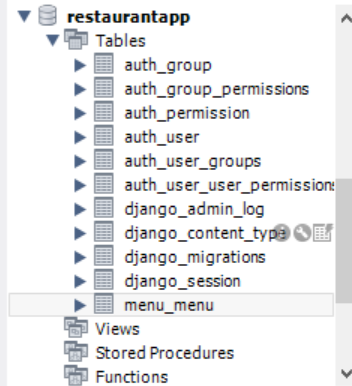 restaurantapp
Tables
auth_group
auth_group_permissions
auth_permission
auth_user
auth_user_groups
auth_user_user_permissions
django_admin_log
django_content_type
django_migrations
django_session
menu_menu
Views
Stored Procedures
Functions